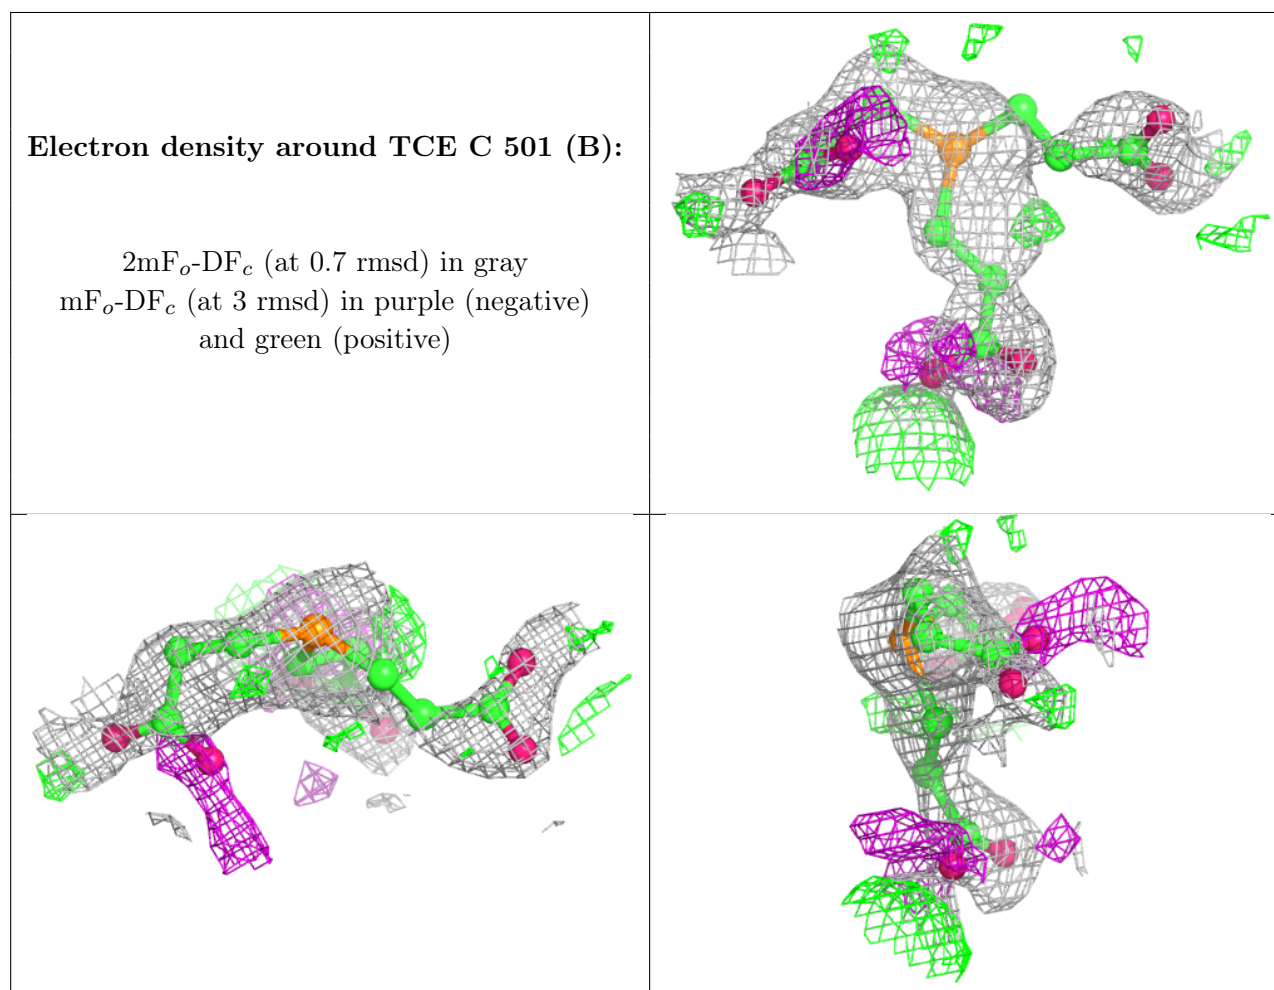 Electron density around TCE C 501 (B):
2mFₒ-DF𝒸 (at 0.7 rmsd) in gray
mFₒ-DF𝒸 (at 3 rmsd) in purple (negative)
and green (positive)